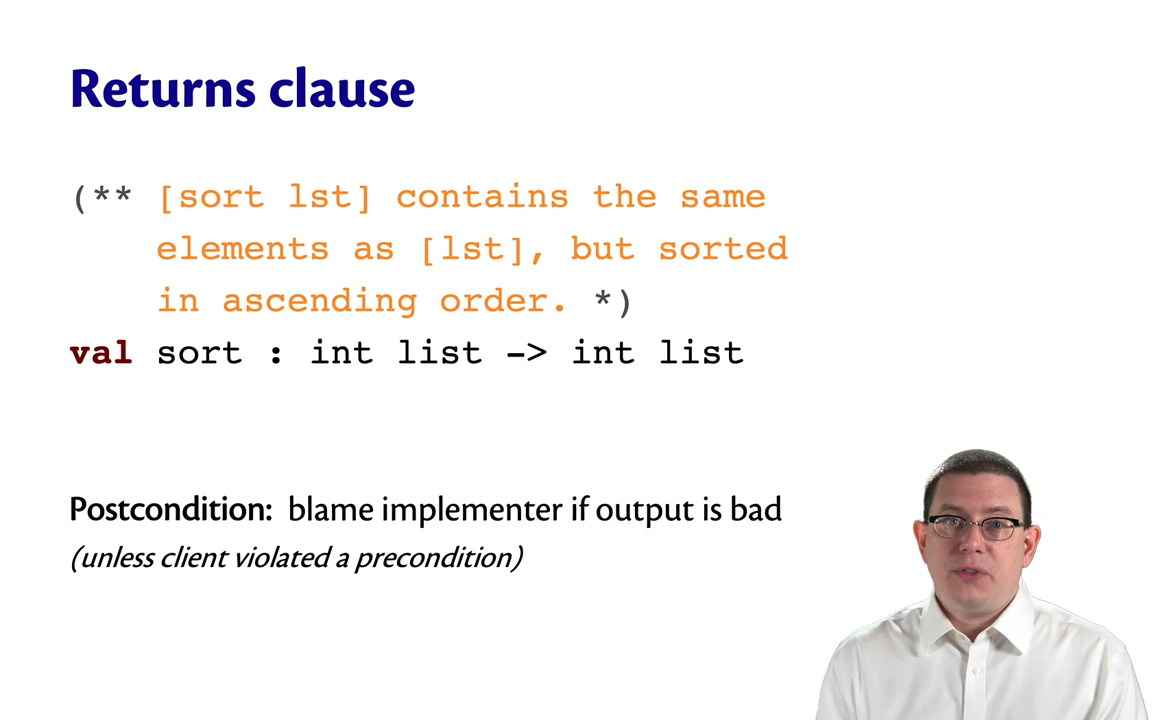 Returns clause
(** [sort lst] contains the same
elements as [lst], but sorted
in ascending order. *)
val sort : int list -> int list
Postcondition: blame implementer if output is bad
(unless client violated a precondition)